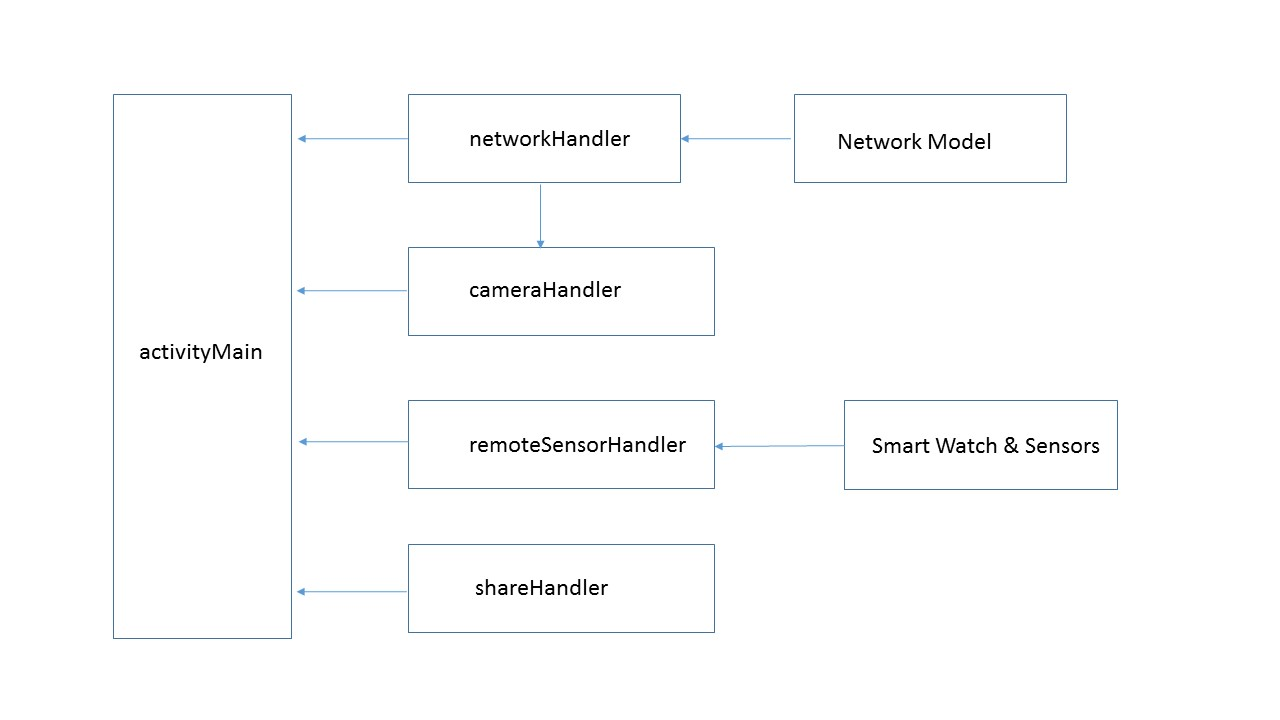 networkHandler
Network Model
cameraHandler
activityMain
remoteSensorHandler
Smart Watch & Sensors
shareHandler